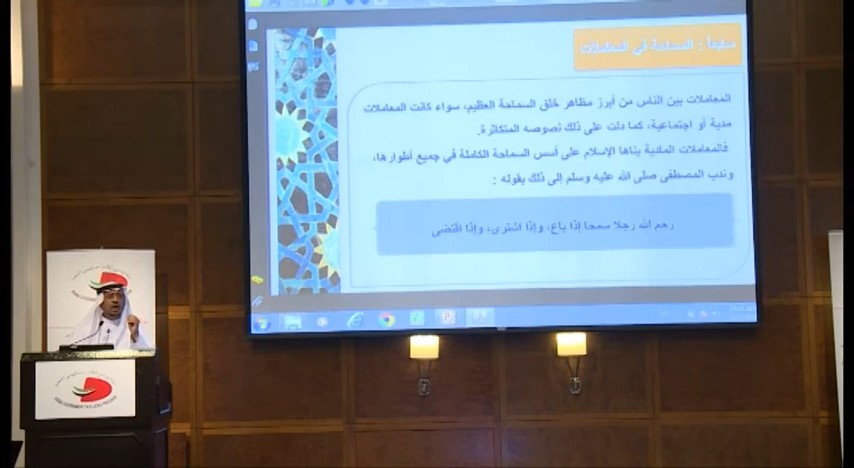 سابعاً : السماحة في المعاملات
المعاملات بين الناس من أبرز مظاهر خلق السماحة العظيم، سواء كانت المعاملات
مدية أو اجتماعية، كما دلت على ذلك نصوصه المتكاثرة.
فالمعاملات المادية بناها الإسلام على أسس السماحة الكاملة في جميع أطوارها،
وندب المصطفى صلى الله عليه وسلم إلى ذلك بقوله :
رحم الله رجلا سمحا إذا باع، وإذا اشترى، وإذا اقتضى